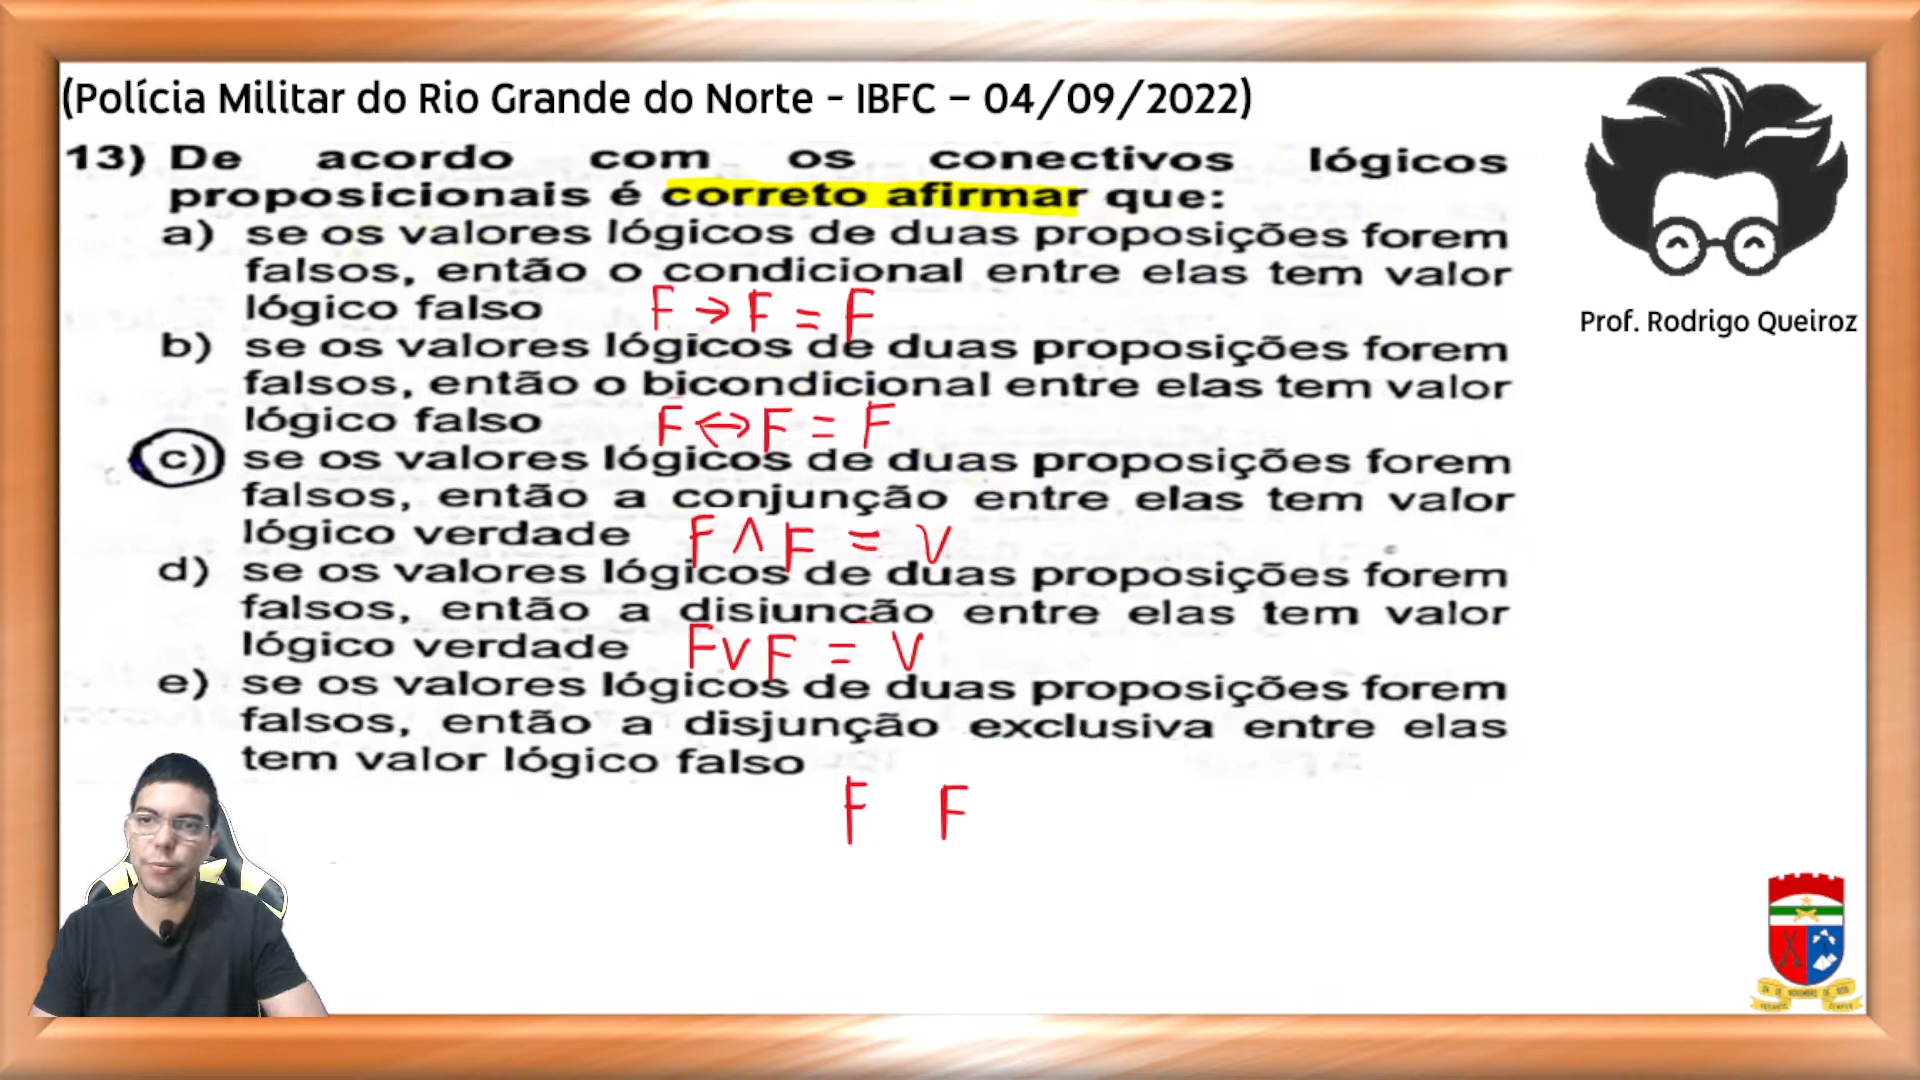 (Polícia Militar do Rio Grande do Norte - IBFC – 04/09/2022)
13) De acordo com os conectivos lógicos
proposicionais é correto afirmar que:
a) se os valores lógicos de duas proposições forem
falsos, então o condicional entre elas tem valor
lógico falso F → F = F
b) se os valores lógicos de duas proposições forem
falsos, então o bicondicional entre elas tem valor
lógico falso F ↔ F = F
c) se os valores lógicos de duas proposições forem
falsos, então a conjunção entre elas tem valor
lógico verdade F ∧ F = V
d) se os valores lógicos de duas proposições forem
falsos, então a disjunção entre elas tem valor
lógico verdade F v F = V
e) se os valores lógicos de duas proposições forem
falsos, então a disjunção exclusiva entre elas
tem valor lógico falso
F F
Prof. Rodrigo Queiroz